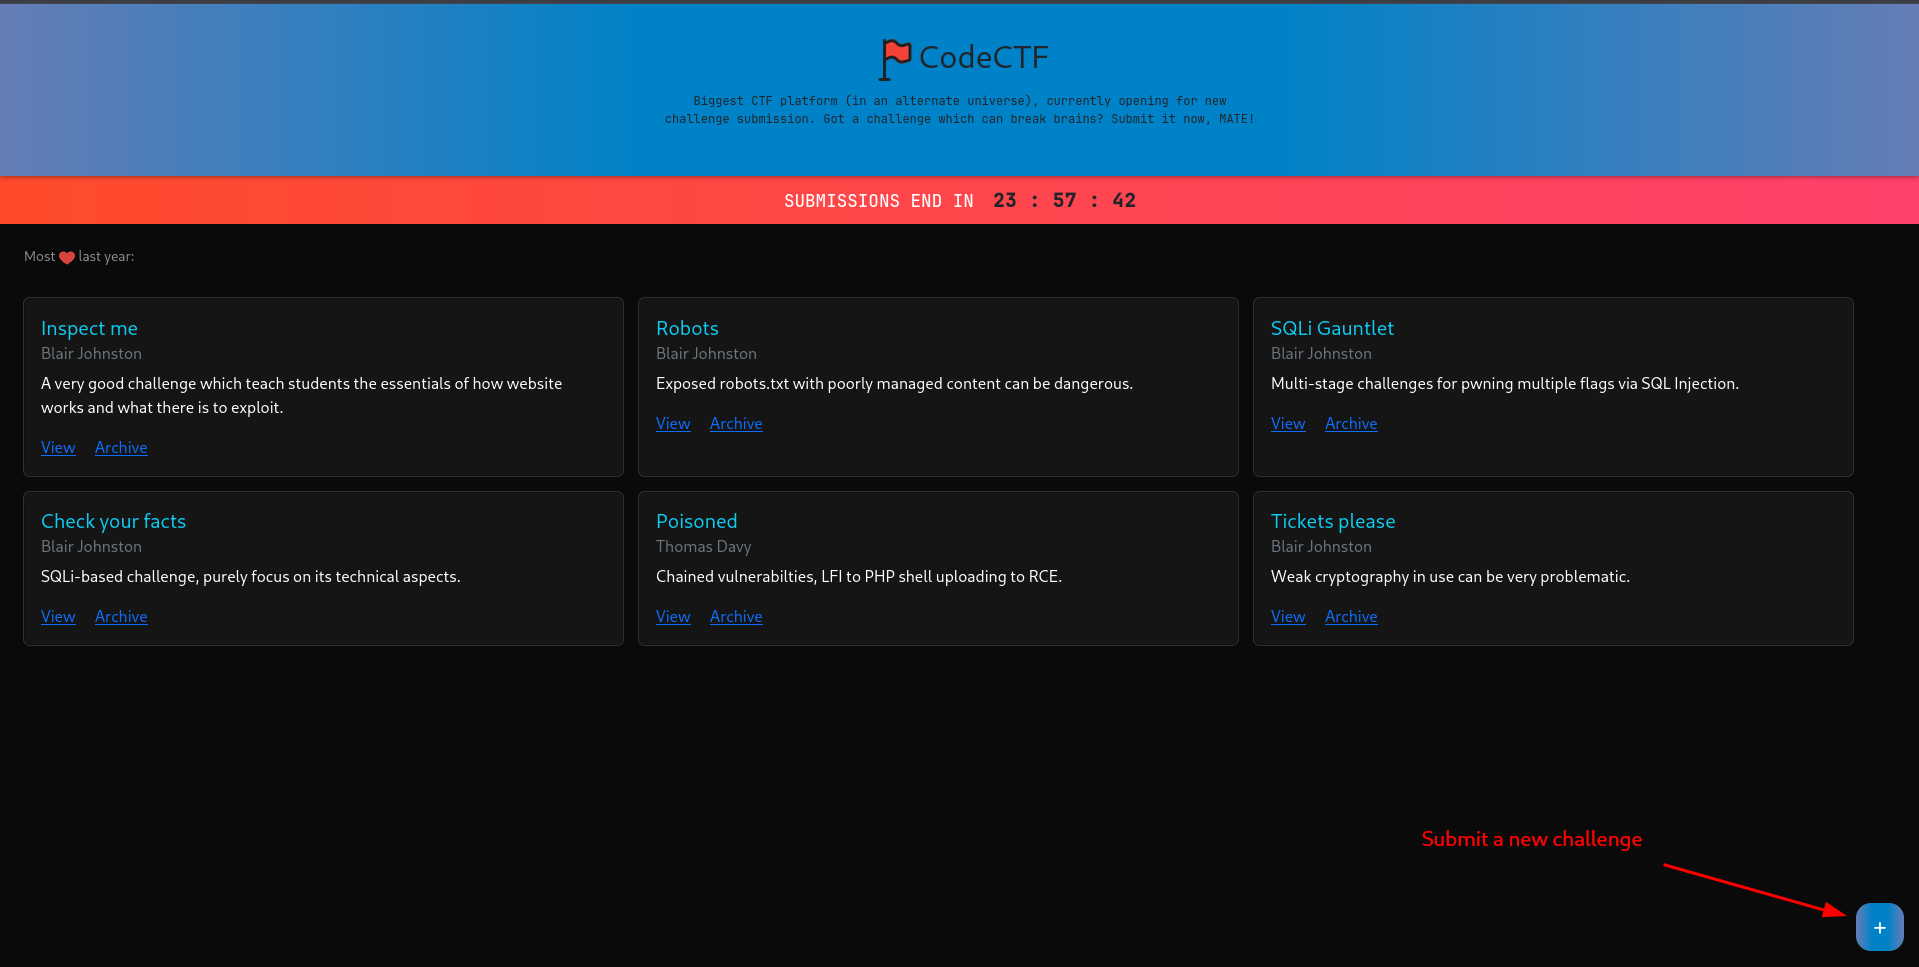 CodeCTF
Biggest CTF platform (in an alternate universe), currently opening for new
challenge submission. Got a challenge which can break brains? Submit it now, MATE!
SUBMISSIONS END IN 23 : 57 : 42
Most last year:
Inspect me
Blair Johnston
A very good challenge which teach students the essentials of how website
works and what there is to exploit.
View Archive
Robots
Blair Johnston
Exposed robots.txt with poorly managed content can be dangerous.
View Archive
SQLi Gauntlet
Blair Johnston
Multi-stage challenges for pwning multiple flags via SQL Injection.
View Archive
Check your facts
Blair Johnston
SQLi-based challenge, purely focus on its technical aspects.
View Archive
Poisoned
Thomas Davy
Chained vulnerabilties, LFI to PHP shell uploading to RCE.
View Archive
Tickets please
Blair Johnston
Weak cryptography in use can be very problematic.
View Archive
Submit a new challenge
+